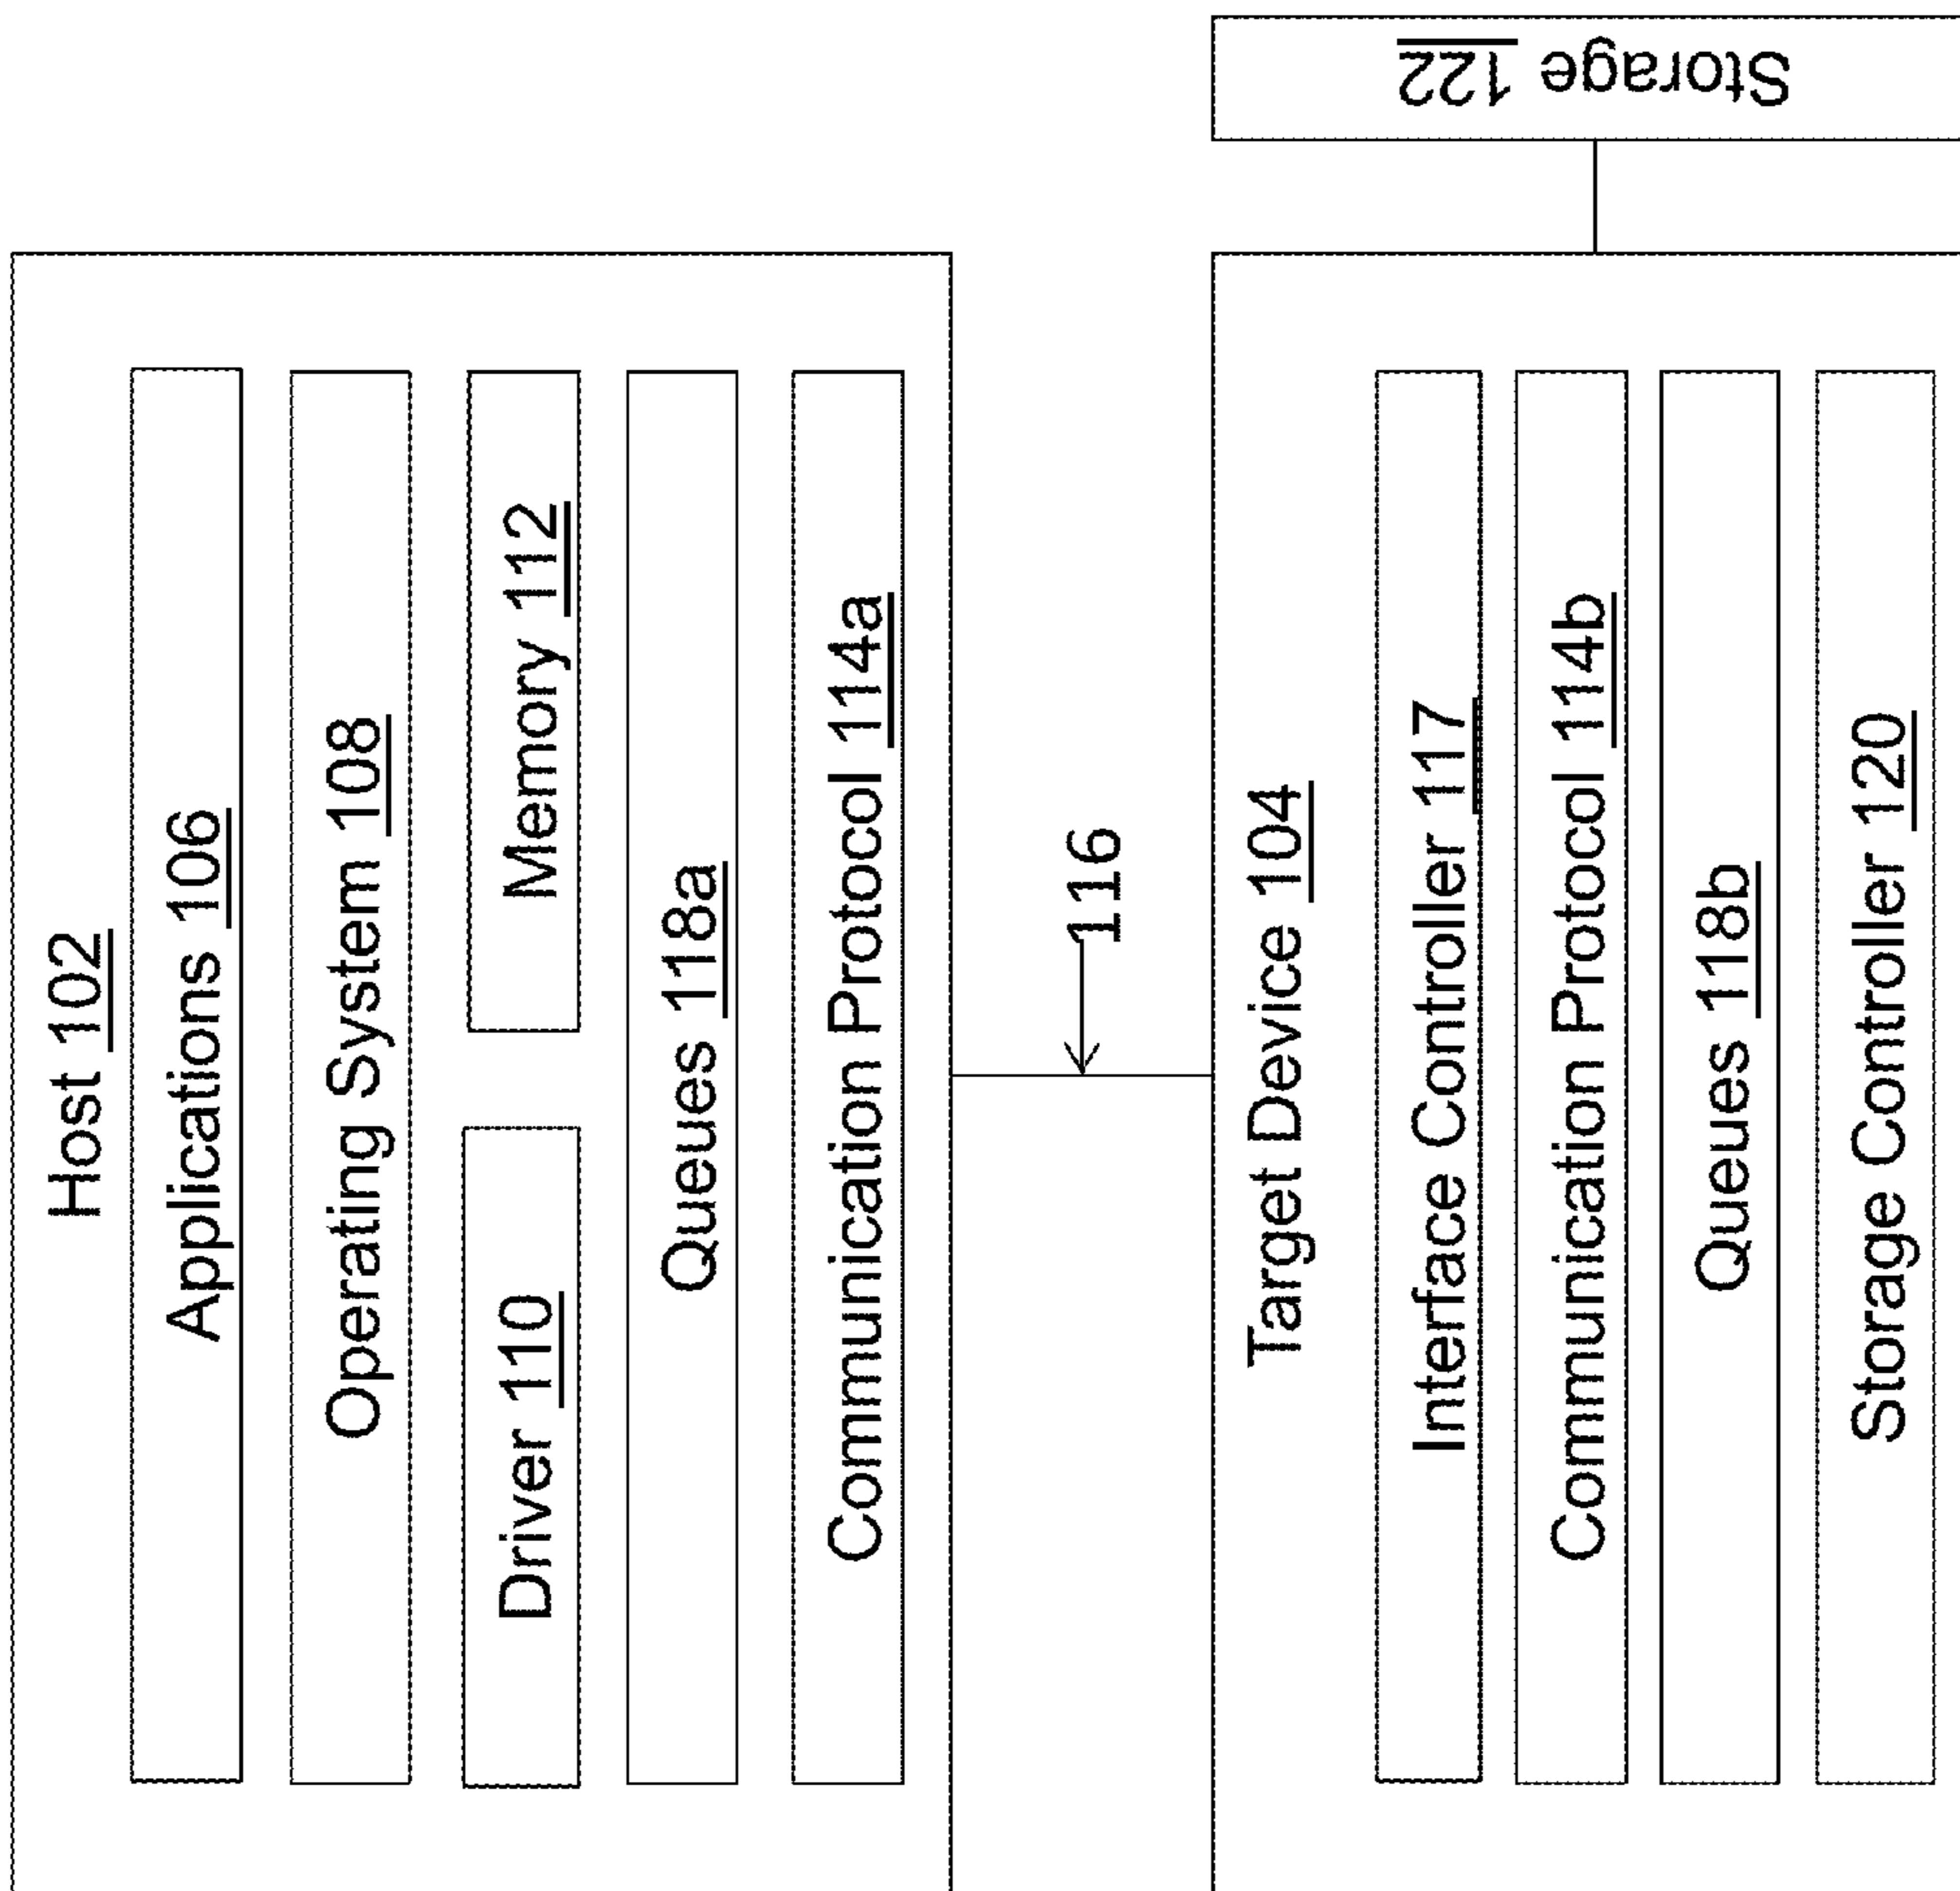 Host 102
Applications 106
Operating System 108
Driver 110
Memory 112
Queues 118a
Communication Protocol 114a
116
Target Device 104
Interface Controller 117
Communication Protocol 114b
Queues 118b
Storage Controller 120
Storage 122